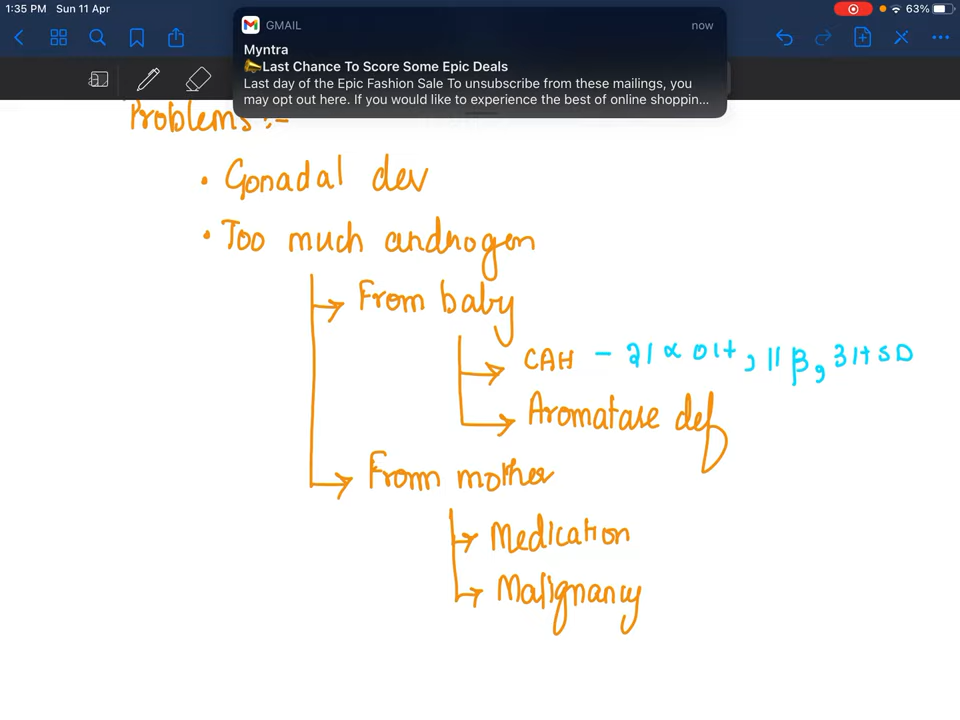 1:35 PM Sun 11 Apr
63%
GMAIL
now
Myntra
📣Last Chance To Score Some Epic Deals
Last day of the Epic Fashion Sale To unsubscribe from these mailings, you
may opt out here. If you would like to experience the best of online shoppin...
Problems :-
• Gonadal dev
• Too much androgen
From baby
CAH - 21 α OH, 11 β, 3HSD
Aromatase def
From mother
Medication
Malignancy